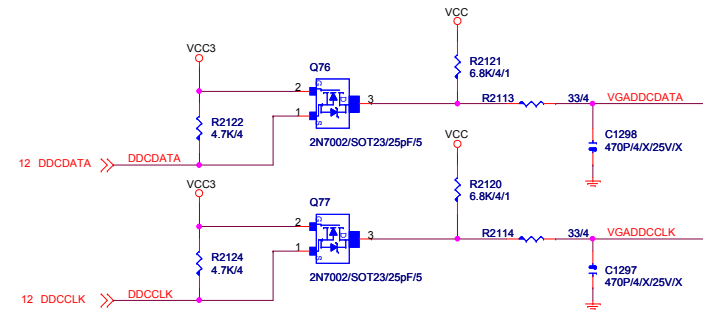 VCC
VCC3
Q76
R2121
6.8K/4/1
2
G
D
S
3
R2113
33/4
VGADDCDATA
1
R2122
4.7K/4
C1298
470P/4/X/25V/X
2N7002/SOT23/25pF/5
VCC
12 DDCDATA
DDCDATA
VCC3
Q77
R2120
6.8K/4/1
2
G
D
S
3
R2114
33/4
VGADDCCLK
1
R2124
4.7K/4
C1297
470P/4/X/25V/X
2N7002/SOT23/25pF/5
12 DDCCLK
DDCCLK